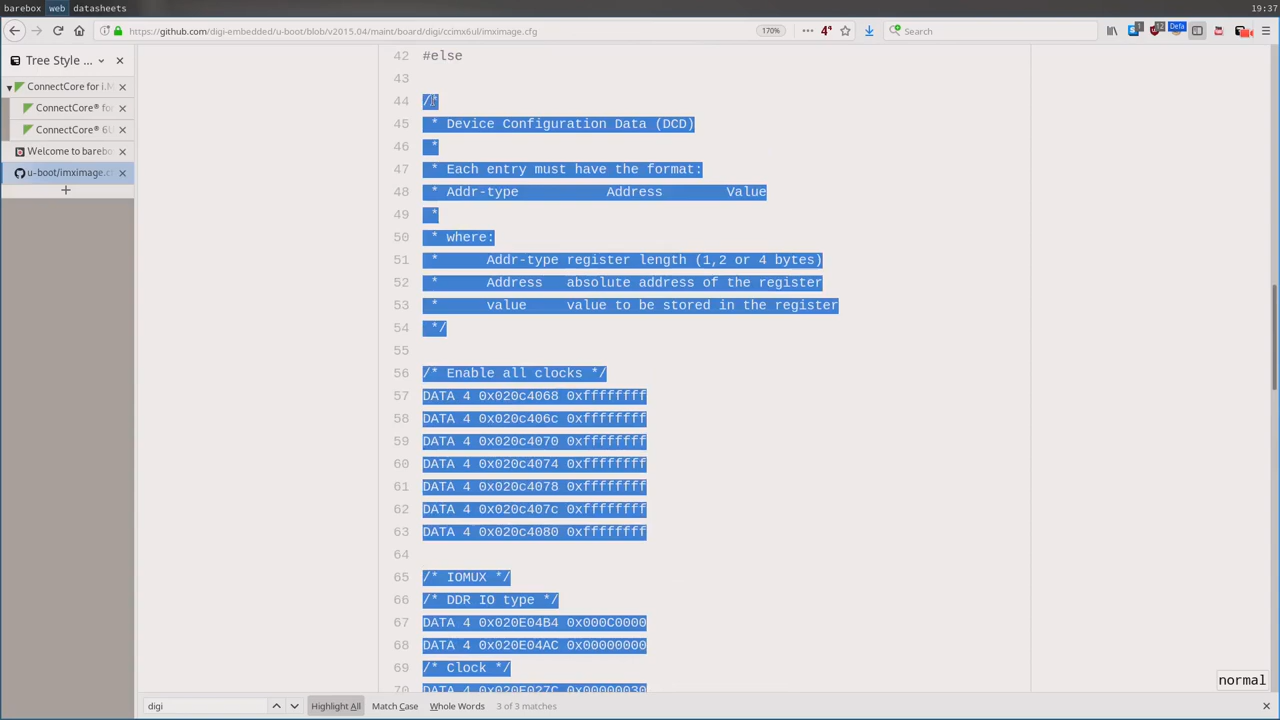 barebox web datasheets 19:37
https://github.com/digi-embedded/u-boot/blob/v2015.04/maint/board/digi/ccimx6ul/imximage.cfg 170% Search
Tree Style ...
ConnectCore for i.M
ConnectCore® fo
ConnectCore® 6U
Welcome to barebo
u-boot/imximage.c
42 #else
43
44 /*
45 * Device Configuration Data (DCD)
46 *
47 * Each entry must have the format:
48 * Addr-type Address Value
49 *
50 * where:
51 * Addr-type register length (1,2 or 4 bytes)
52 * Address absolute address of the register
53 * value value to be stored in the register
54 */
55
56 /* Enable all clocks */
57 DATA 4 0x020c4068 0xffffffff
58 DATA 4 0x020c406c 0xffffffff
59 DATA 4 0x020c4070 0xffffffff
60 DATA 4 0x020c4074 0xffffffff
61 DATA 4 0x020c4078 0xffffffff
62 DATA 4 0x020c407c 0xffffffff
63 DATA 4 0x020c4080 0xffffffff
64
65 /* IOMUX */
66 /* DDR IO type */
67 DATA 4 0x020E04B4 0x000C0000
68 DATA 4 0x020E04AC 0x00000000
69 /* Clock */
70 DATA 4 0x020E027C 0x00000030
normal
digi Highlight All Match Case Whole Words 3 of 3 matches